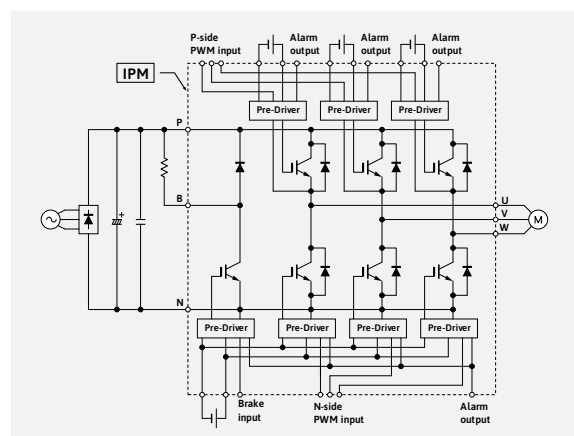 P-side
PWM input
Alarm
output
Alarm
output
Alarm
output
IPM
Pre-Driver
Pre-Driver
Pre-Driver
P
B
U
V
W
M
+
N
Pre-Driver
Pre-Driver
Pre-Driver
Pre-Driver
Brake
input
N-side
PWM input
Alarm
output